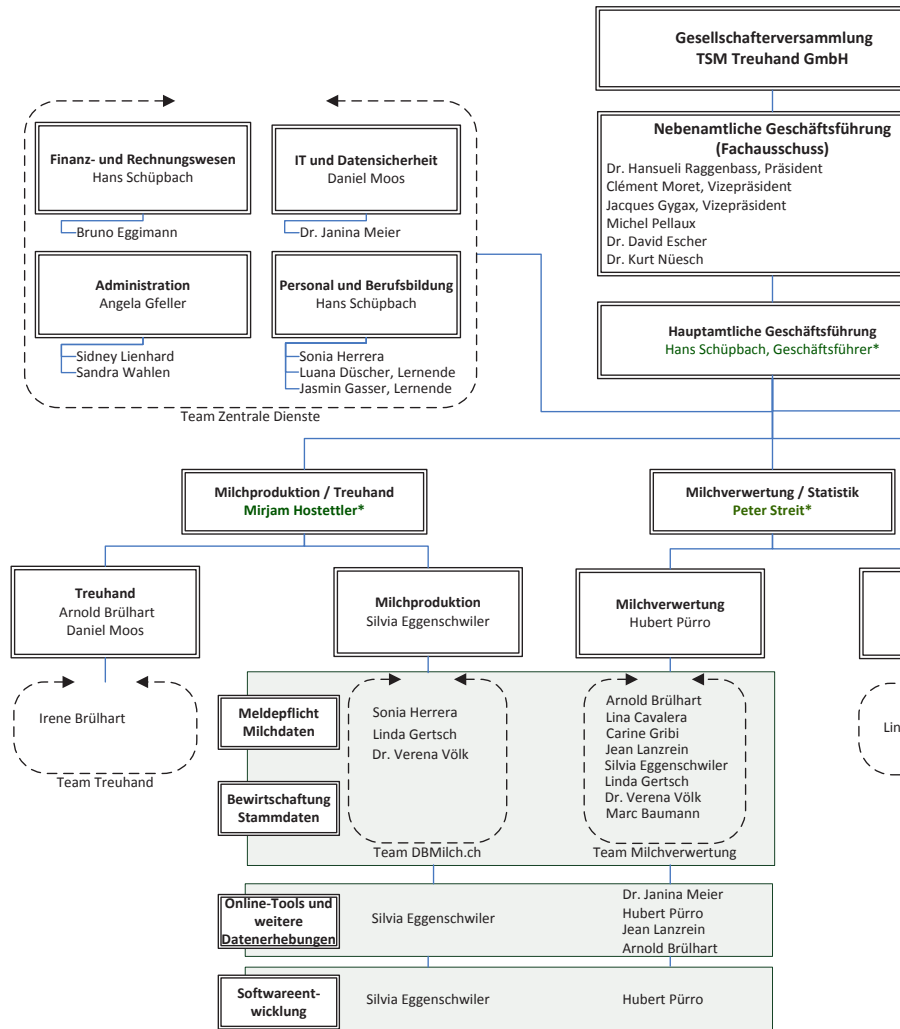 Gesellschafterversammlung
TSM Treuhand GmbH
Nebenamtliche Geschäftsführung
(Fachausschuss)
Dr. Hansueli Raggenbass, Präsident
Clément Moret, Vizepräsident
Jacques Gygax, Vizepräsident
Michel Pellaux
Dr. David Escher
Dr. Kurt Nüesch
Hauptamtliche Geschäftsführung
Hans Schüpbach, Geschäftsführer*
Finanz- und Rechnungswesen
Hans Schüpbach
Bruno Eggimann
IT und Datensicherheit
Daniel Moos
Dr. Janina Meier
Administration
Angela Gfeller
Sidney Lienhard
Sandra Wahlen
Personal und Berufsbildung
Hans Schüpbach
Sonia Herrera
Luana Düscher, Lernende
Jasmin Gasser, Lernende
Team Zentrale Dienste
Milchproduktion / Treuhand
Mirjam Hostettler*
Milchverwertung / Statistik
Peter Streit*
Treuhand
Arnold Brülhart
Daniel Moos
Milchproduktion
Silvia Eggenschwiler
Milchverwertung
Hubert Pürro
Irene Brülhart
Team Treuhand
Meldepflicht
Milchdaten
Bewirtschaftung
Stammdaten
Sonia Herrera
Linda Gertsch
Dr. Verena Völk
Team DBMilch.ch
Arnold Brülhart
Lina Cavalera
Carine Gribi
Jean Lanzrein
Silvia Eggenschwiler
Linda Gertsch
Dr. Verena Völk
Marc Baumann
Team Milchverwertung
Lin
Online-Tools und
weitere
Datenerhebungen
Silvia Eggenschwiler
Dr. Janina Meier
Hubert Pürro
Jean Lanzrein
Arnold Brülhart
Softwareent-
wicklung
Silvia Eggenschwiler
Hubert Pürro